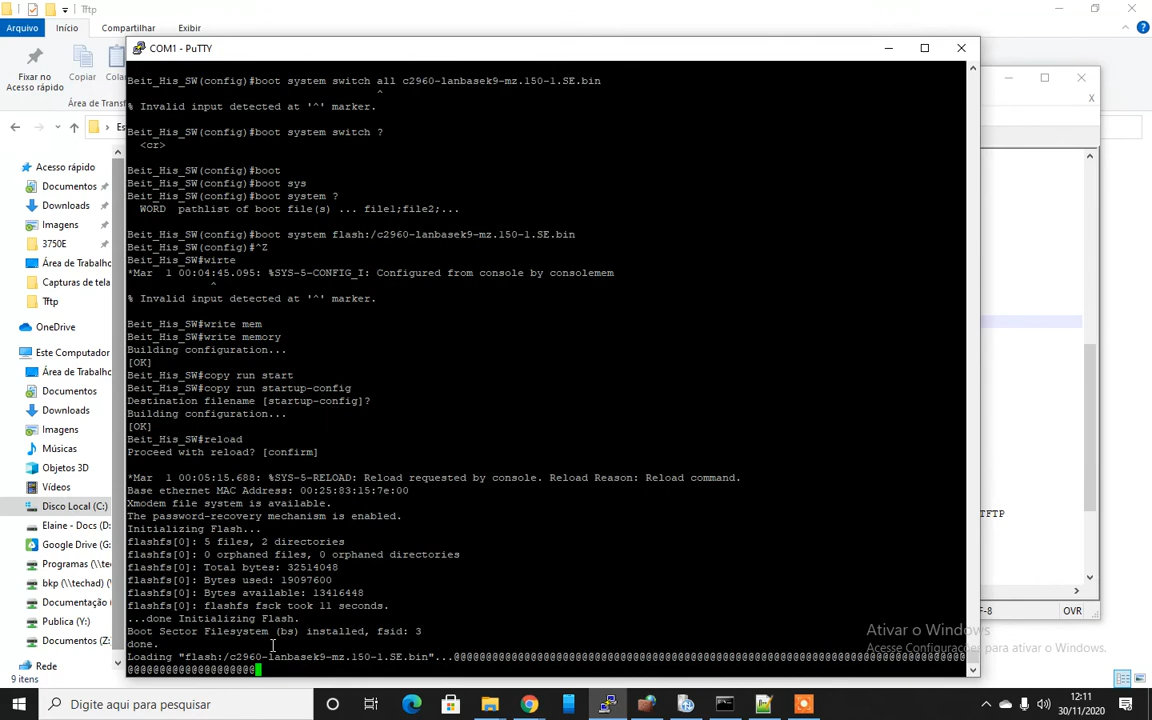 Tftp
Arquivo Início Compartilhar Exibir
COM1 - PuTTY
Fixar no
Acesso rápido
Copiar
Área de Transf
Beit_His_SW(config)#boot system switch all c2960-lanbasek9-mz.150-1.SE.bin
^
% Invalid input detected at '^' marker.
Beit_His_SW(config)#boot system switch ?
<cr>
Beit_His_SW(config)#boot
Beit_His_SW(config)#boot sys
Beit_His_SW(config)#boot system ?
WORD pathlist of boot file(s) ... file1;file2;...
Beit_His_SW(config)#boot system flash:/c2960-lanbasek9-mz.150-1.SE.bin
Beit_His_SW(config)#^Z
Beit_His_SW#wirte
*Mar 1 00:04:45.095: %SYS-5-CONFIG_I: Configured from console by consolemem
^
% Invalid input detected at '^' marker.
Beit_His_SW#write mem
Beit_His_SW#write memory
Building configuration...
[OK]
Beit_His_SW#copy run start
Beit_His_SW#copy run startup-config
Destination filename [startup-config]?
Building configuration...
[OK]
Beit_His_SW#reload
Proceed with reload? [confirm]
*Mar 1 00:05:15.688: %SYS-5-RELOAD: Reload requested by console. Reload Reason: Reload command.
Base ethernet MAC Address: 00:25:83:15:7e:00
Xmodem file system is available.
The password-recovery mechanism is enabled.
Initializing Flash...
flashfs[0]: 5 files, 2 directories
flashfs[0]: 0 orphaned files, 0 orphaned directories
flashfs[0]: Total bytes: 32514048
flashfs[0]: Bytes used: 19097600
flashfs[0]: Bytes available: 13416448
flashfs[0]: flashfs fsck took 11 seconds.
...done Initializing Flash.
Boot Sector Filesystem (bs) installed, fsid: 3
done.
Loading "flash:/c2960-lanbasek9-mz.150-1.SE.bin"...@@@@@@@@@@@@@@@@@@@@@@@@@@@@@@@@@@@@@@@@@@@@@@@@@@@@@@@@@@@@@@@@@@@@@@@@@@@@@@@@
@@@@@@@@@@@@@@@@@@@@
Acesso rápido
Documentos
Downloads
Imagens
3750E
Área de Trabalho
Capturas de tela
Tftp
OneDrive
Este Computador
Área de Trabalho
Documentos
Downloads
Imagens
Músicas
Objetos 3D
Vídeos
Disco Local (C:)
Elaine - Docs (D:
Google Drive (G:
Programas (\\techad)
bkp (\\techad) (
Documentação (
Publica (Y:)
Documentos (Z:
Rede
9 itens
TFTP
F-8 OVR
Ativar o Windows
Acesse Configurações para ativar o Windows.
Digite aqui para pesquisar
12:11
30/11/2020